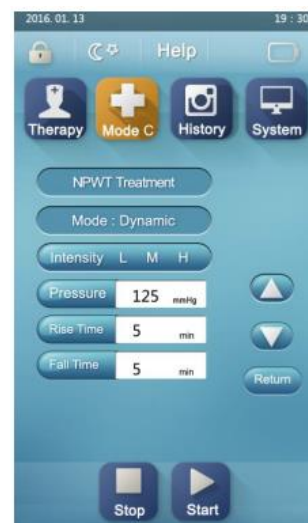 2016. 01. 13 19 : 30
Help
Therapy Mode C History System
NPWT Treatment
Mode : Dynamic
Intensity L M H
Pressure 125 mmHg
Rise Time 5 min
Fall Time 5 min
Return
Stop Start